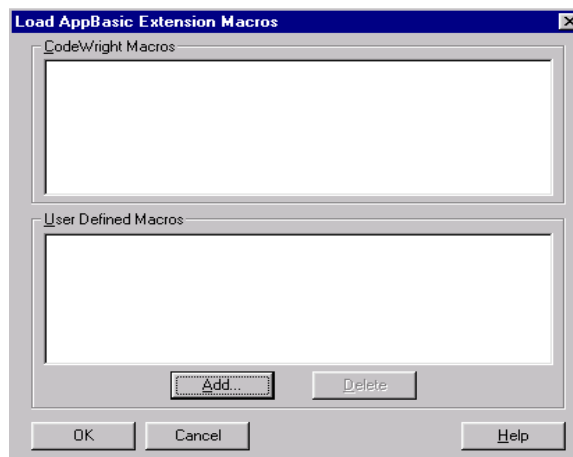 Load AppBasic Extension Macros
CodeWright Macros
User Defined Macros
Add... Delete
OK Cancel Help